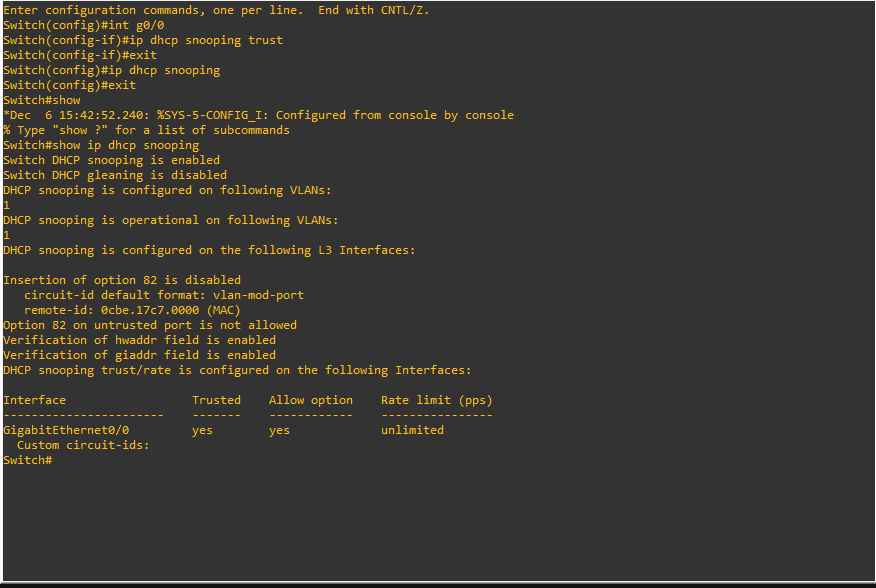 Enter configuration commands, one per line.  End with CNTL/Z.
Switch(config)#int g0/0
Switch(config-if)#ip dhcp snooping trust
Switch(config-if)#exit
Switch(config)#ip dhcp snooping
Switch(config)#exit
Switch#show
*Dec  6 15:42:52.240: %SYS-5-CONFIG_I: Configured from console by console
% Type "show ?" for a list of subcommands
Switch#show ip dhcp snooping
Switch DHCP snooping is enabled
Switch DHCP gleaning is disabled
DHCP snooping is configured on following VLANs:
1
DHCP snooping is operational on following VLANs:
1
DHCP snooping is configured on the following L3 Interfaces:

Insertion of option 82 is disabled
   circuit-id default format: vlan-mod-port
   remote-id: 0cbe.17c7.0000 (MAC)
Option 82 on untrusted port is not allowed
Verification of hwaddr field is enabled
Verification of giaddr field is enabled
DHCP snooping trust/rate is configured on the following Interfaces:

Interface                  Trusted    Allow option    Rate limit (pps)
-----------------------    -------    ------------    ----------------
GigabitEthernet0/0         yes        yes             unlimited
  Custom circuit-ids:
Switch#